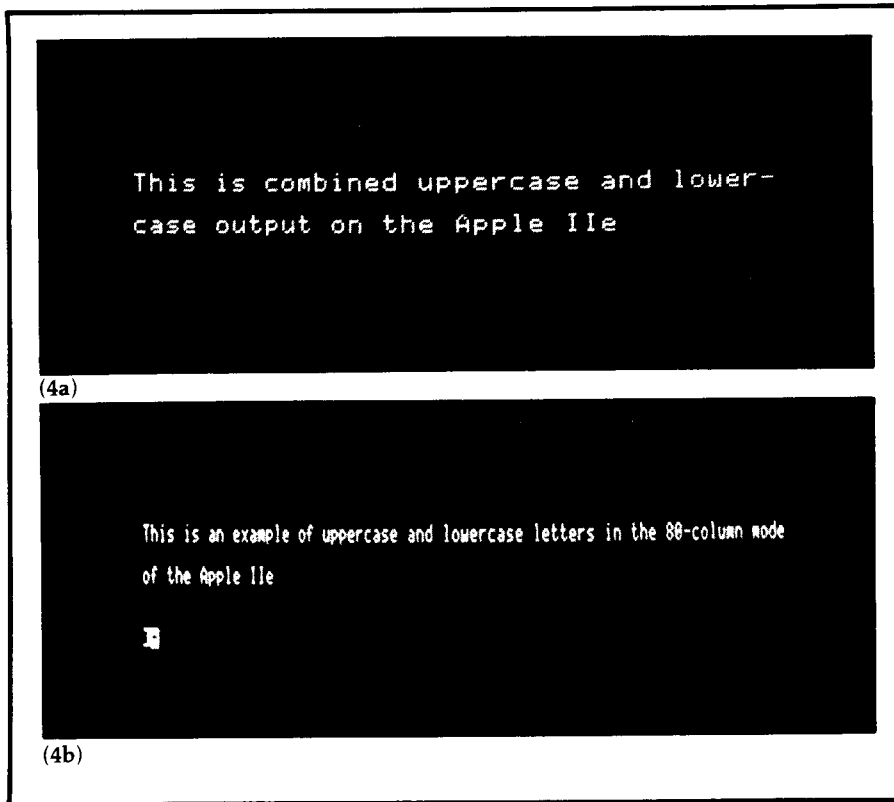 This is combined uppercase and lower-
case output on the Apple IIe
(4a)
This is an example of uppercase and lowercase letters in the 80-column mode
of the Apple IIe
]
(4b)